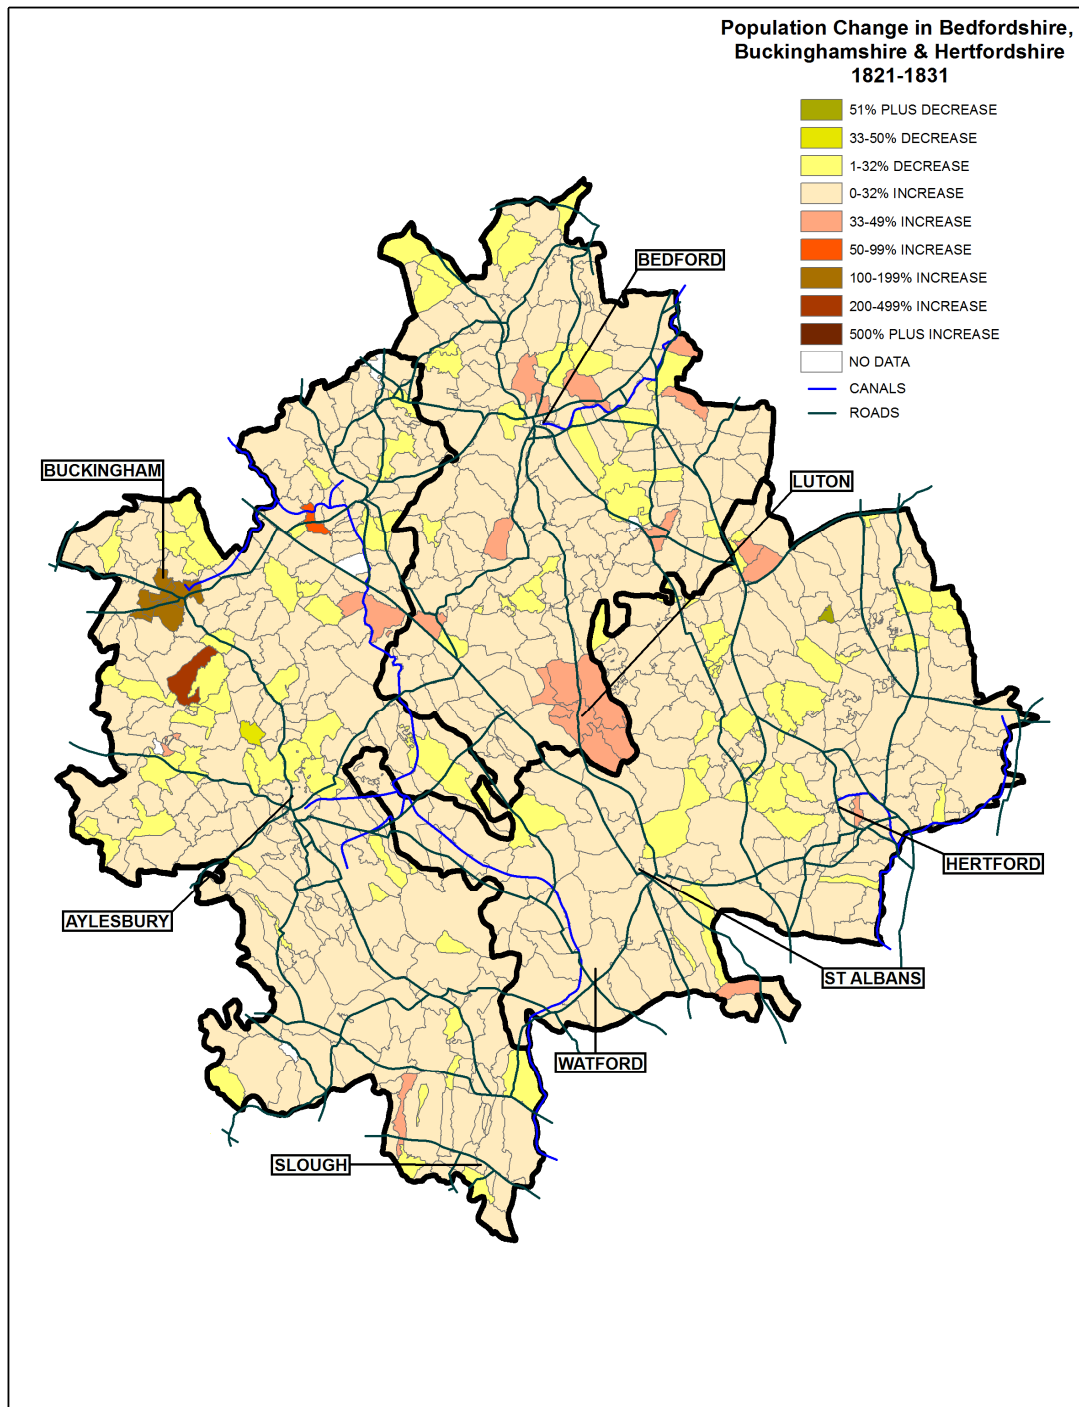 Population Change in Bedfordshire,
Buckinghamshire & Hertfordshire
1821-1831
51% PLUS DECREASE
33-50% DECREASE
1-32% DECREASE
0-32% INCREASE
33-49% INCREASE
50-99% INCREASE
100-199% INCREASE
200-499% INCREASE
500% PLUS INCREASE
NO DATA
CANALS
ROADS
BEDFORD
BUCKINGHAM
LUTON
HERTFORD
AYLESBURY
ST ALBANS
WATFORD
SLOUGH